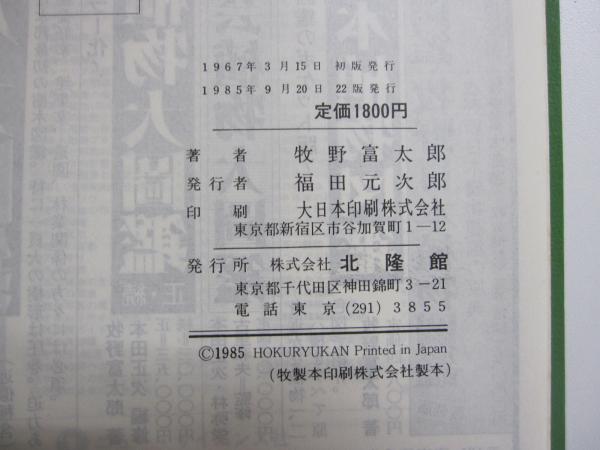 1967年3月15日 初版発行
1985年9月20日 22版発行
定価1800円
著者 牧野富太郎
発行者 福田元次郎
印刷 大日本印刷株式会社
東京都新宿区市谷加賀町1―12
発行所 株式会社 北隆館
東京都千代田区神田錦町3―21
電話東京(291)3855
©1985 HOKURYUKAN Printed in Japan
(牧製本印刷株式会社製本)